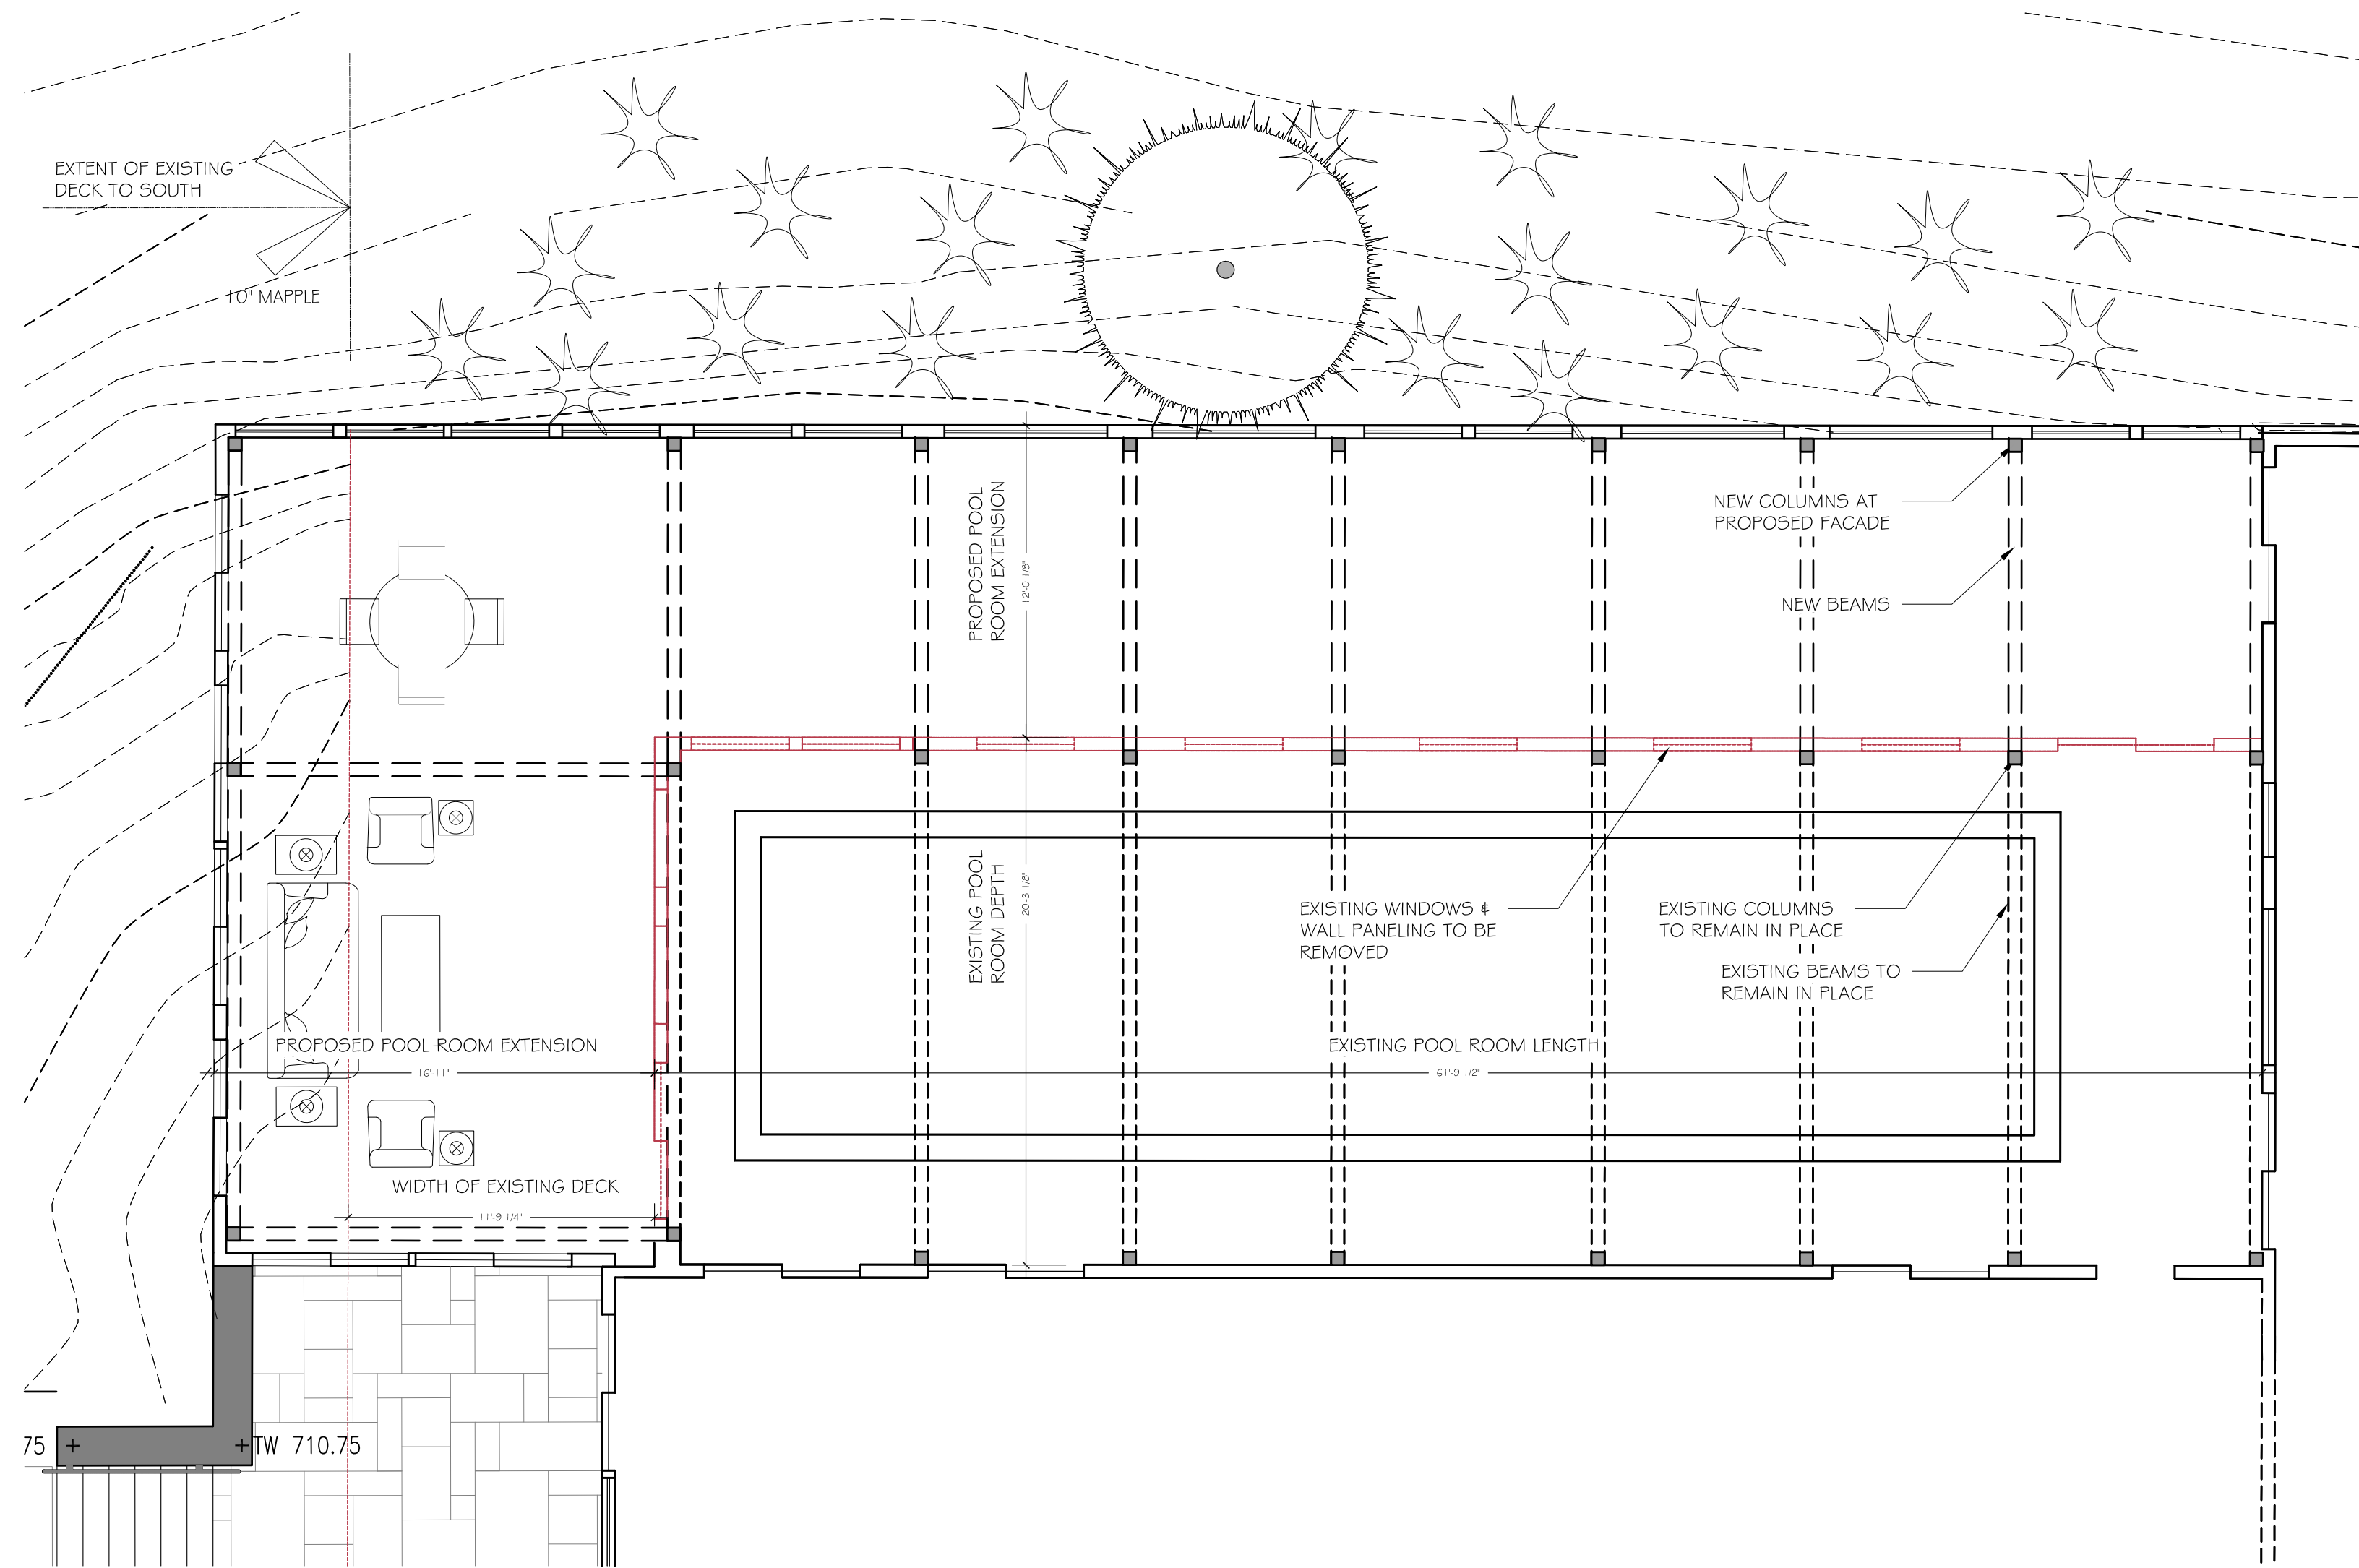 EXTENT OF EXISTING
DECK TO SOUTH
10" MAPPLE
PROPOSED POOL
ROOM EXTENSION
12'-0 1/8"
NEW COLUMNS AT
PROPOSED FACADE
NEW BEAMS
EXISTING POOL
ROOM DEPTH
20'-3 1/8"
EXISTING WINDOWS &
WALL PANELING TO BE
REMOVED
EXISTING COLUMNS
TO REMAIN IN PLACE
EXISTING BEAMS TO
REMAIN IN PLACE
PROPOSED POOL ROOM EXTENSION
16'-11"
EXISTING POOL ROOM LENGTH
61'-9 1/2"
WIDTH OF EXISTING DECK
11'-9 1/4"
75
TW 710.75